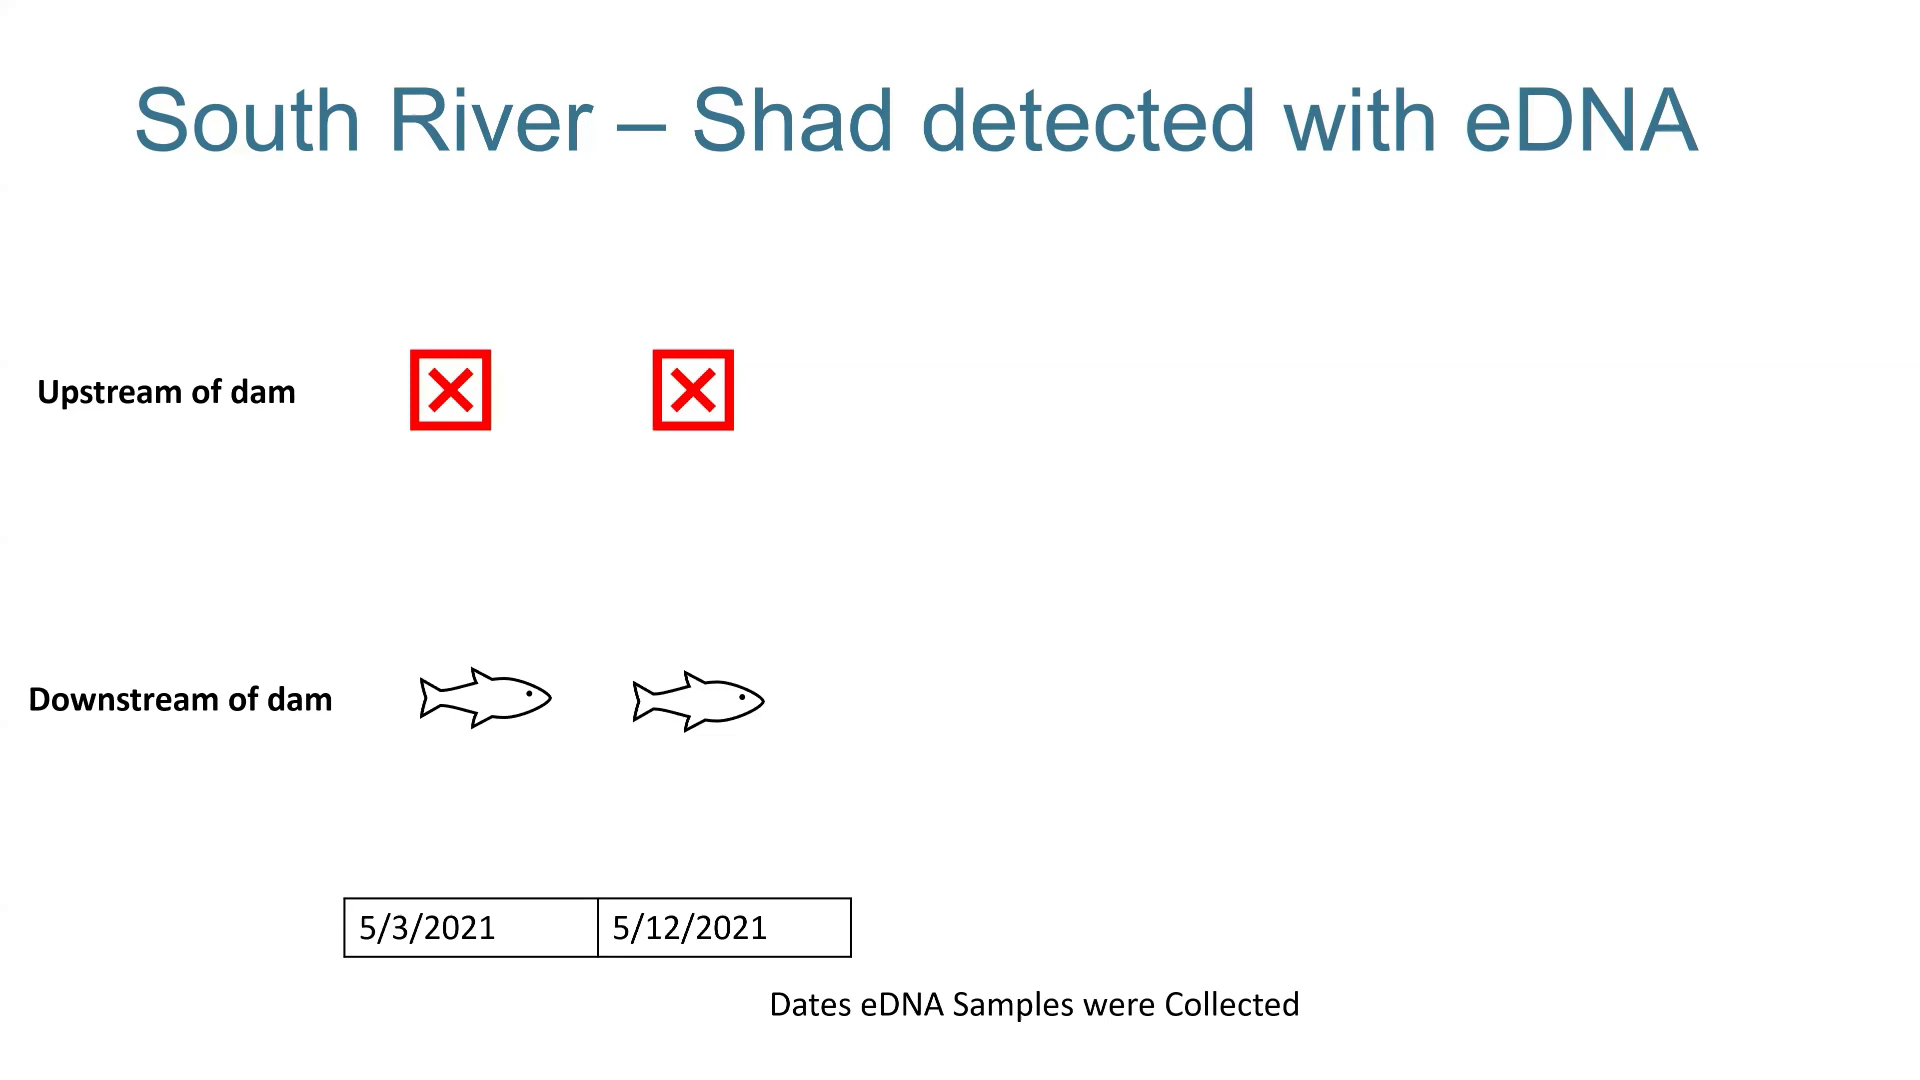 South River – Shad detected with eDNA
Upstream of dam
Downstream of dam
5/3/2021 5/12/2021
Dates eDNA Samples were Collected